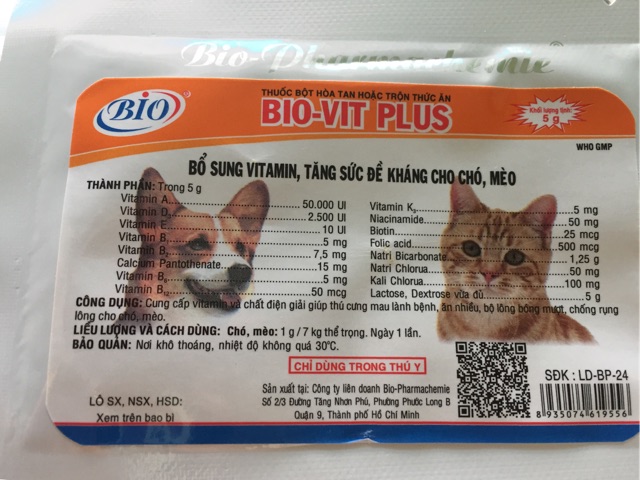 Bio-Pharmachemie®
BIO®
THUỐC BỘT HÒA TAN HOẶC TRỘN THỨC ĂN
BIO-VIT PLUS
Khối lượng tịnh:
5 g
WHO GMP
BỔ SUNG VITAMIN, TĂNG SỨC ĐỀ KHÁNG CHO CHÓ, MÈO
THÀNH PHẦN: Trong 5 g
Vitamin A 50.000 UI
Vitamin D 2.500 UI
Vitamin E 10 UI
Vitamin B 5 mg
Vitamin B 7,5 mg
Calcium Pantothenate 15 mg
Vitamin B6 5 mg
Vitamin B 50 mcg
Vitamin K3 5 mg
Niacinamide 50 mg
Biotin 25 mcg
Folic acid 500 mcg
Natri Bicarbonate 1,25 g
Natri Chlorua 50 mg
Kali Chlorua 100 mg
Lactose, Dextrose vừa đủ 5 g
CÔNG DỤNG: Cung cấp vitamin và chất điện giải giúp thú cưng mau lành bệnh, ăn nhiều, bộ lông bóng mượt, chống rụng
lông cho chó, mèo.
LIỀU LƯỢNG VÀ CÁCH DÙNG: Chó, mèo: 1 g / 7 kg thể trọng. Ngày 1 lần.
BẢO QUẢN: Nơi khô thoáng, nhiệt độ không quá 30°C.
CHỈ DÙNG TRONG THÚ Y
LÔ SX, NSX, HSD:
Xem trên bao bì
Sản xuất tại: Công ty liên doanh Bio-Pharmachemie
Số 2/3 Đường Tăng Nhơn Phú, Phường Phước Long B
Quận 9, Thành phố Hồ Chí Minh
SĐK : LD-BP-24
8 935074 619556